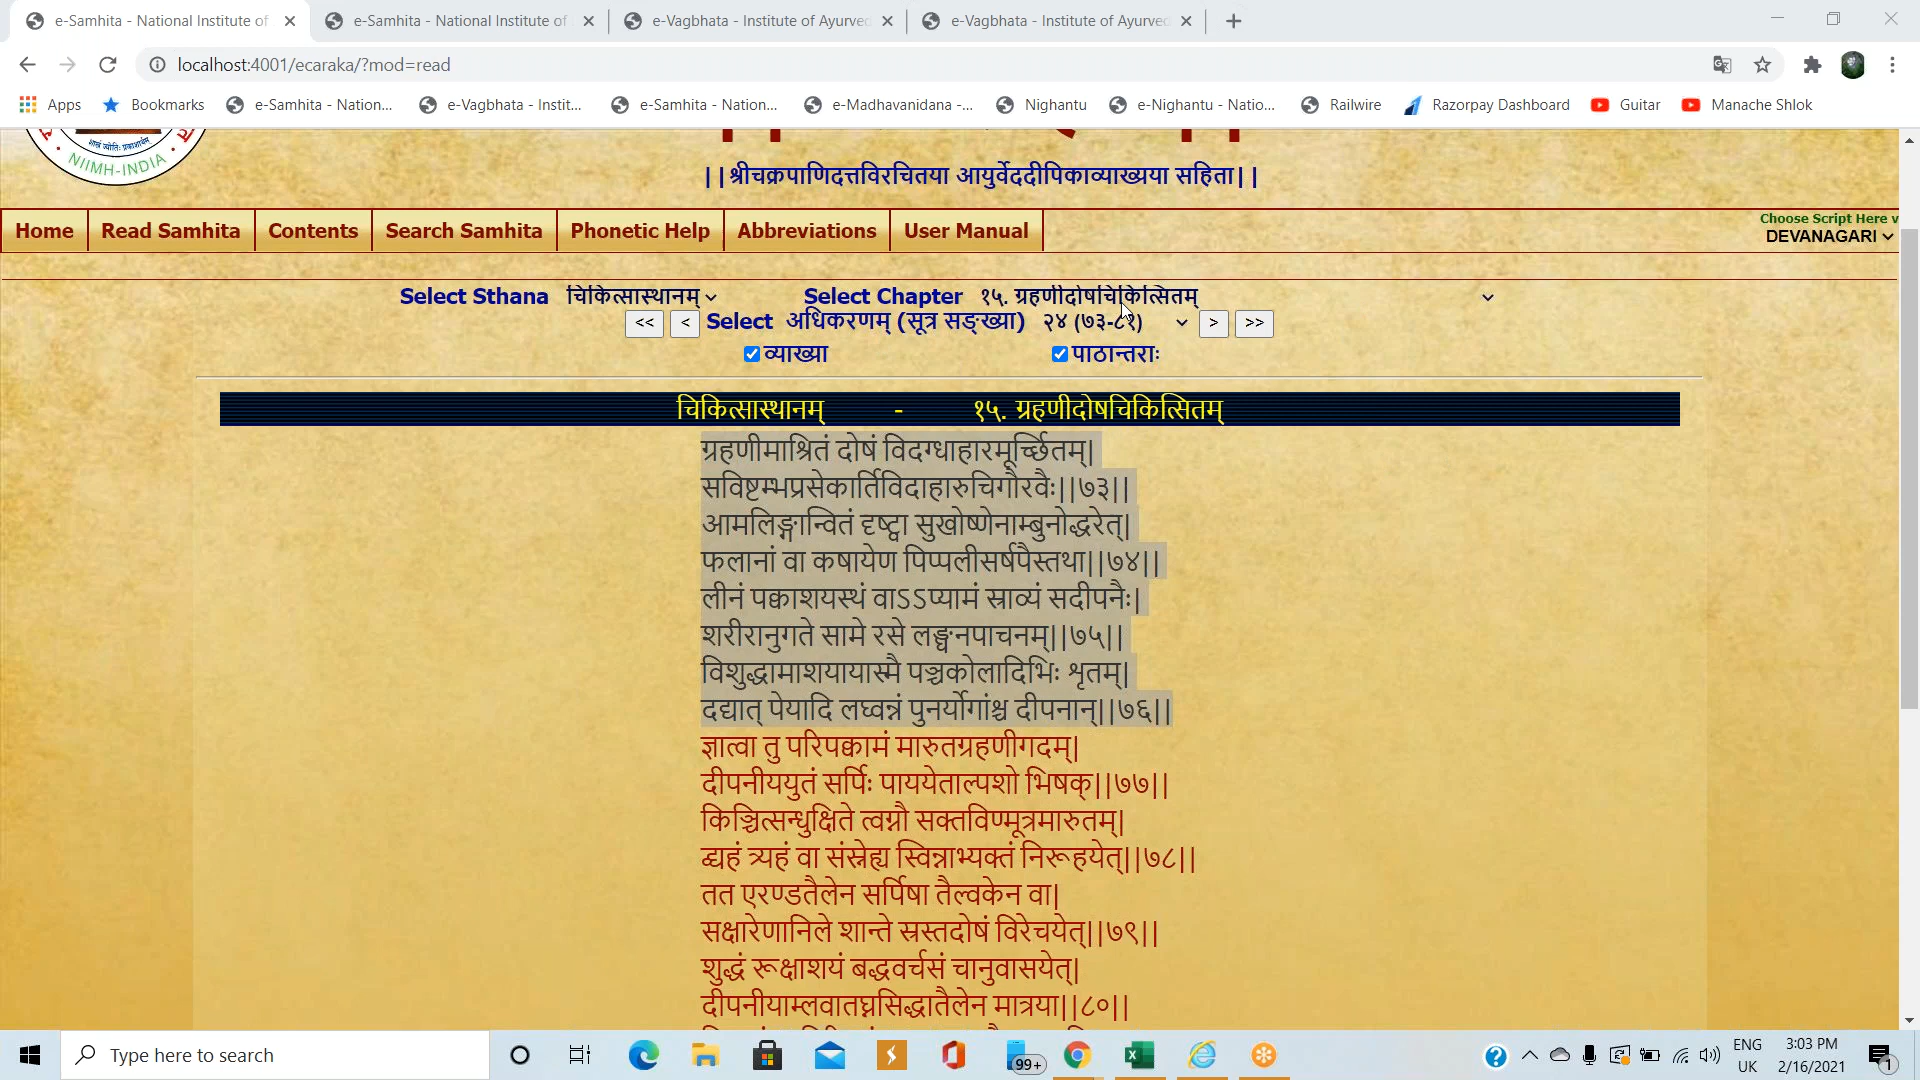 e-Samhita - National Institute of
e-Samhita - National Institute of
e-Vagbhata - Institute of Ayurved
e-Vagbhata - Institute of Ayurved
localhost:4001/ecaraka/?mod=read
Apps
Bookmarks
e-Samhita - Nation...
e-Vagbhata - Instit...
e-Samhita - Nation...
e-Madhavanidana -...
Nighantu
e-Nighantu - Natio...
Railwire
Razorpay Dashboard
Guitar
Manache Shlok
शास्त्रं ज्योतिः प्रकाशार्थम्
NIIMH-INDIA
||श्रीचक्रपाणिदत्तविरचितया आयुर्वेददीपिकाव्याख्यया सहिता||
Home Read Samhita Contents Search Samhita Phonetic Help Abbreviations User Manual
Choose Script Here v
DEVANAGARI
Select Sthana चिकित्सास्थानम् Select Chapter १५. ग्रहणीदोषचिकित्सितम्
<< < Select अधिकरणम् (सूत्र सङ्ख्या) २४ (७३-८१) > >>
व्याख्या पाठान्तराः
चिकित्सास्थानम् - १५. ग्रहणीदोषचिकित्सितम्
ग्रहणीमाश्रितं दोषं विदग्धाहारमूर्च्छितम्|
सविष्टम्भप्रसेकार्तिविदाहारुचिगौरवैः||७३||
आमलिङ्गान्वितं दृष्ट्वा सुखोष्णेनाम्बुनोद्धरेत्|
फलानां वा कषायेण पिप्पलीसर्षपैस्तथा||७४||
लीनं पक्वाशयस्थं वाऽऽप्यामं स्राव्यं सदीपनैः|
शरीरानुगते सामे रसे लङ्घनपाचनम्||७५||
विशुद्धामाशयायास्मै पञ्चकोलादिभिः शृतम्|
दद्यात् पेयादि लघ्वन्नं पुनर्योगांश्च दीपनान्||७६||
ज्ञात्वा तु परिपक्वामं मारुतग्रहणीगदम्|
दीपनीययुतं सर्पिः पाययेताल्पशो भिषक्||७७||
किञ्चित्सन्धुक्षिते त्वग्नौ सक्तविण्मूत्रमारुतम्|
द्व्यहं त्र्यहं वा संस्नेह्य स्विन्नाभ्यक्तं निरूहयेत्||७८||
तत एरण्डतैलेन सर्पिषा तैल्वकेन वा|
सक्षारेणानिले शान्ते स्रस्तदोषं विरेचयेत्||७९||
शुद्धं रूक्षाशयं बद्धवर्चसं चानुवासयेत्|
दीपनीयाम्लवातघ्नसिद्धातैलेन मात्रया||८०||
Type here to search
99+
ENG
UK
3:03 PM
2/16/2021
1